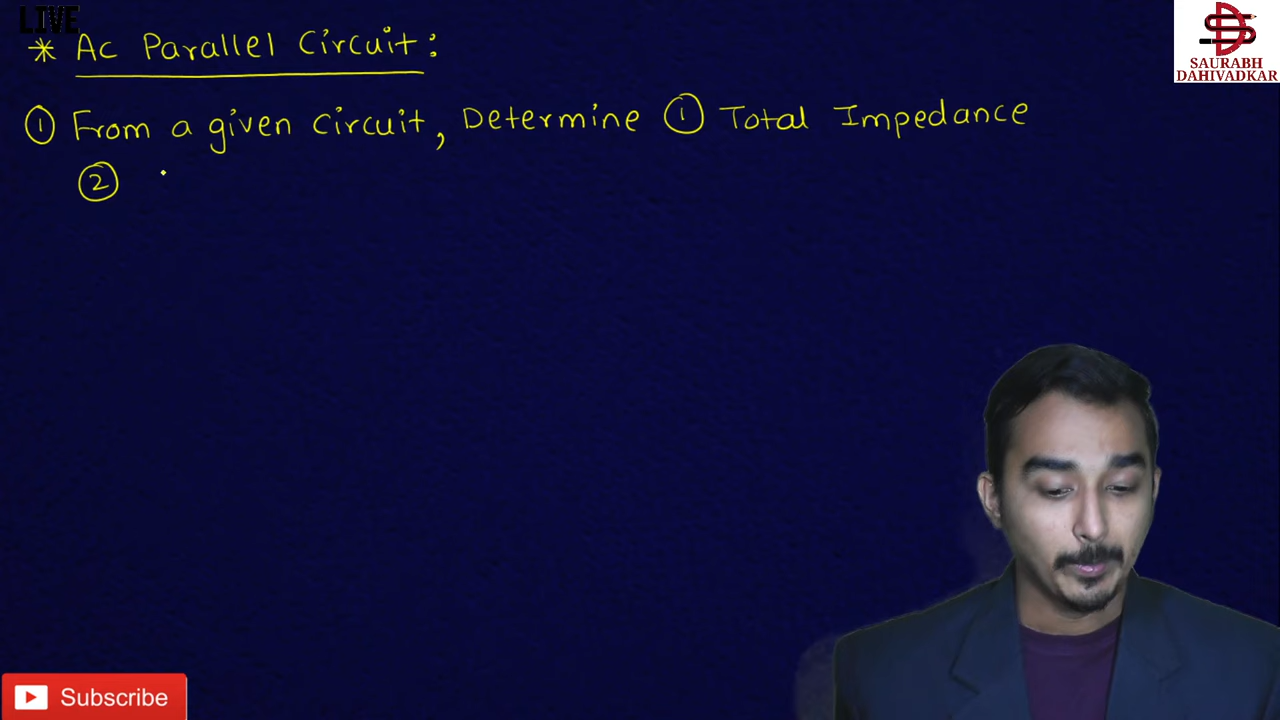 LIVE
* Ac Parallel Circuit:
① From a given circuit, Determine ① Total Impedance
②
SAURABH
DAHIVADKAR
Subscribe